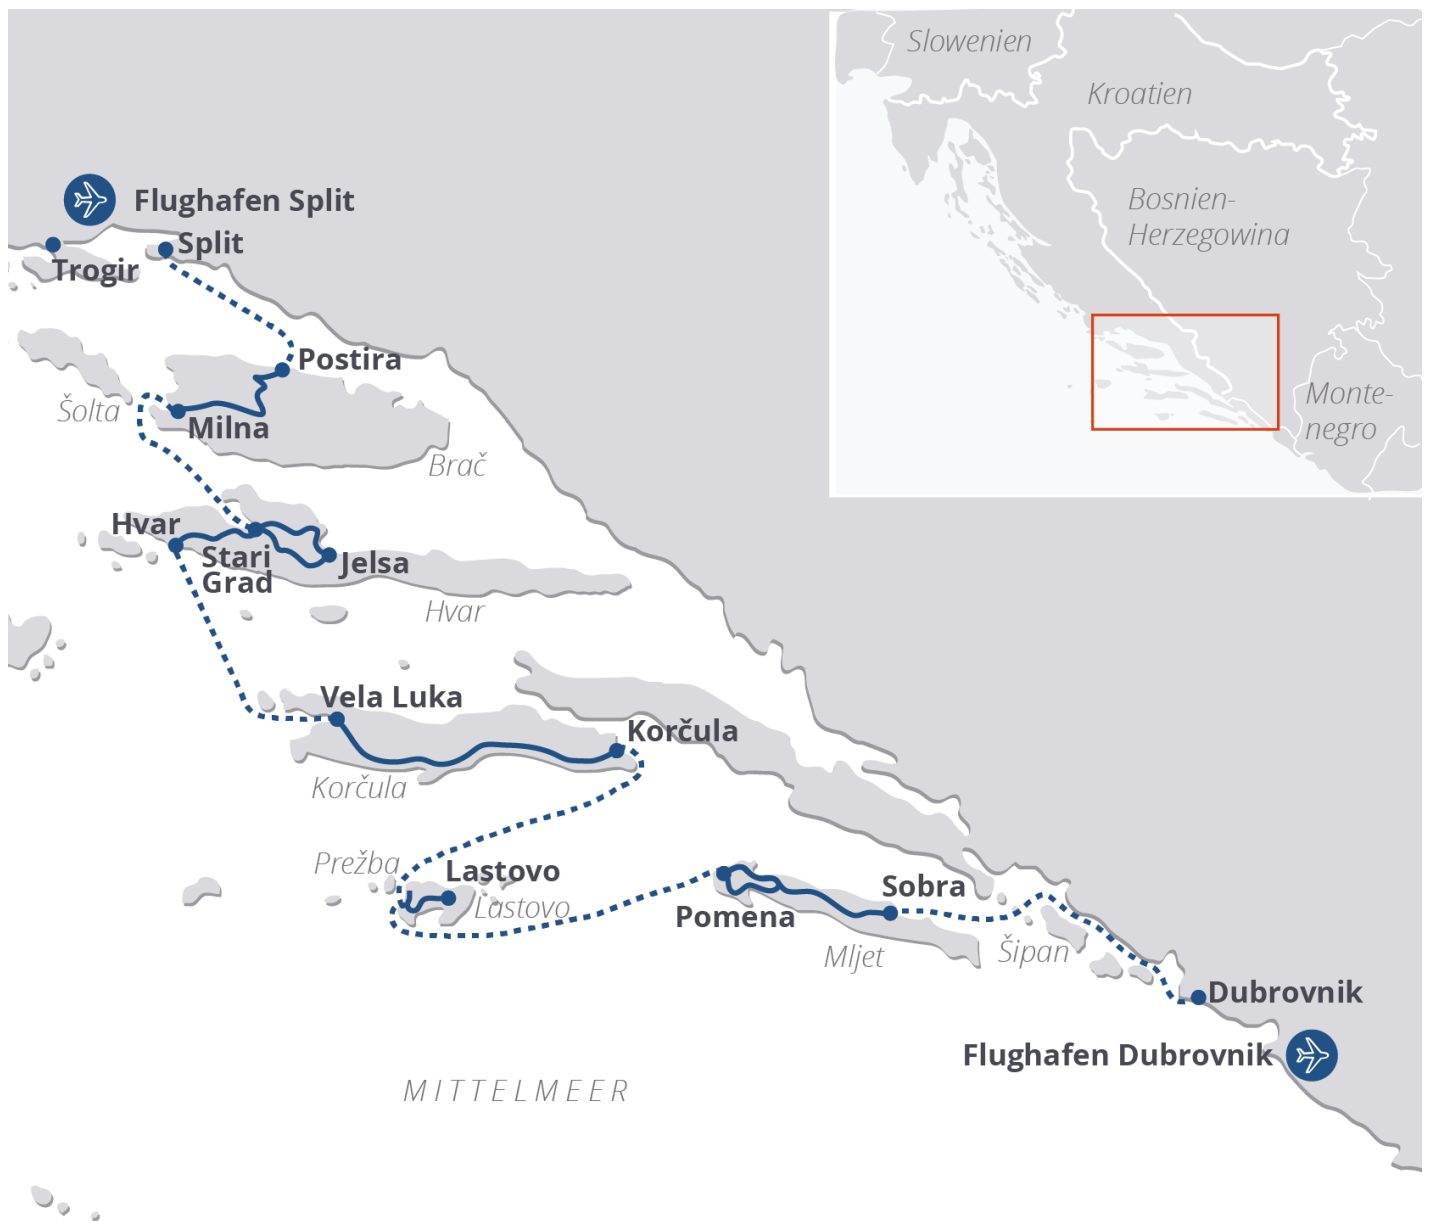 Slowenien
Kroatien
Bosnien-
Herzegowina
Monte-
negro
Flughafen Split
Split
Trogir
Postira
Šolta
Milna
Brač
Hvar
Stari
Grad
Jelsa
Hvar
Vela Luka
Korčula
Korčula
Prežba
Lastovo
Lastovo
Sobra
Pomena
Mljet
Šipan
Dubrovnik
Flughafen Dubrovnik
MITTELMEER